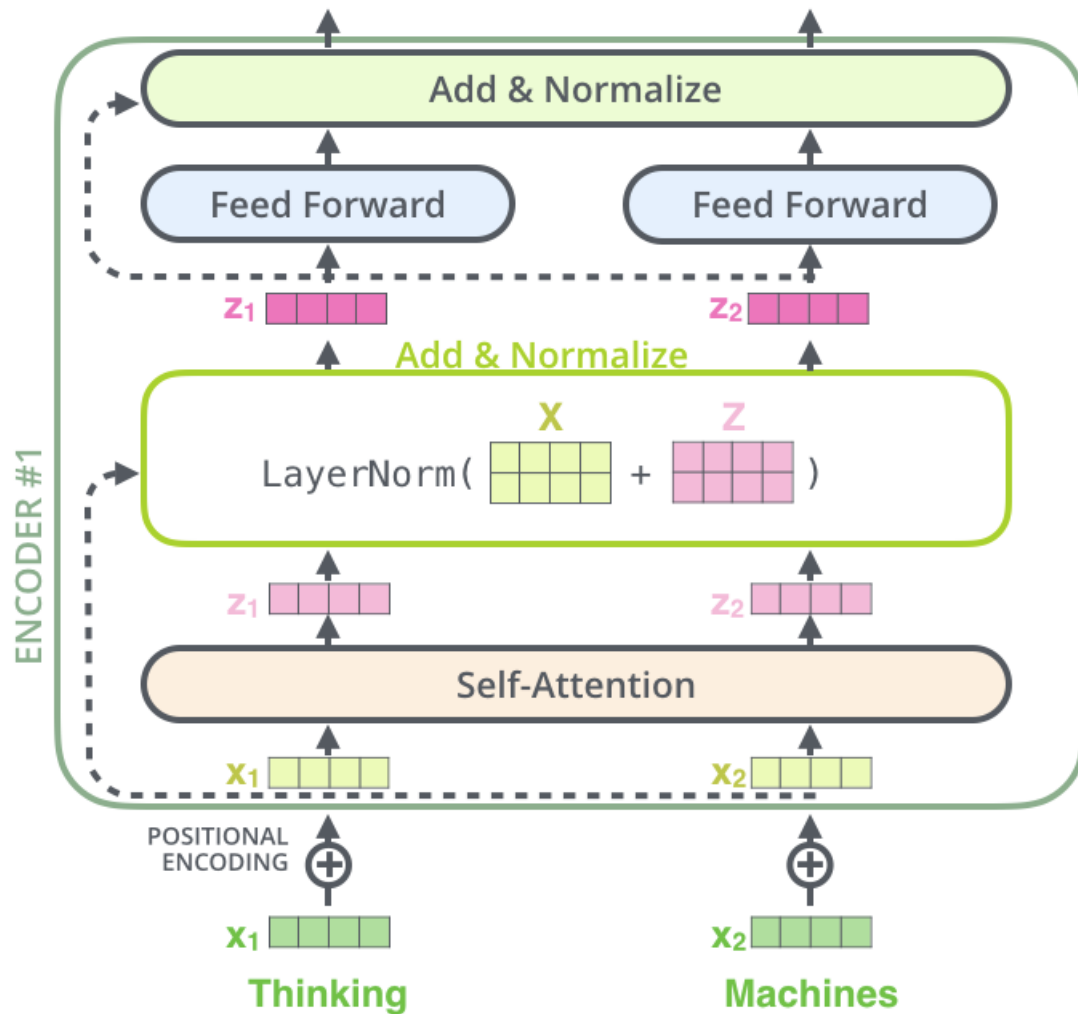 Add & Normalize
Feed Forward Feed Forward
z1 z2
Add & Normalize
X Z
LayerNorm( + )
ENCODER #1
z1 z2
Self-Attention
x1 x2
POSITIONAL
ENCODING
x1 x2
Thinking Machines